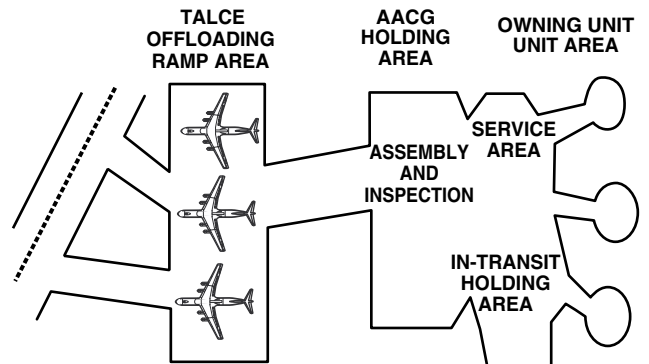 TALCE
OFFLOADING
RAMP AREA
AACG
HOLDING
AREA
OWNING UNIT
UNIT AREA
ASSEMBLY
AND
INSPECTION
SERVICE
AREA
IN-TRANSIT
HOLDING
AREA